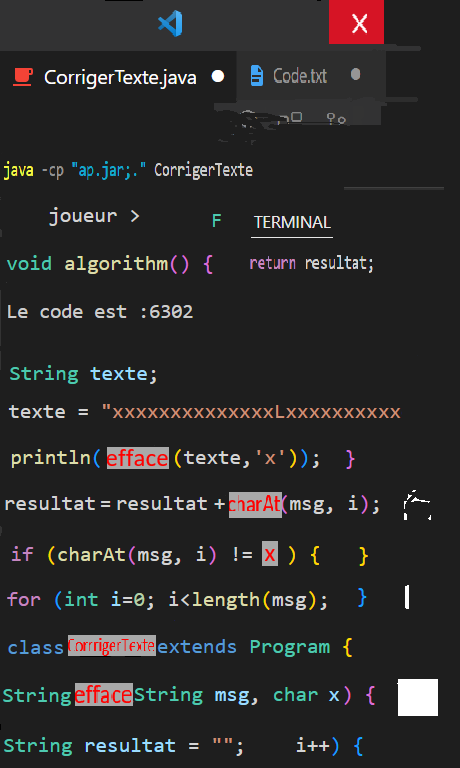 X
CorrigerTexte.java Code.txt
java -cp "ap.jar;." CorrigerTexte
joueur > F TERMINAL
void algorithm() { return resultat;
Le code est :6302
String texte;
texte = "xxxxxxxxxxxxxxLxxxxxxxxxx
println( efface (texte,'x')); }
resultat = resultat + charAt(msg, i);
if (charAt(msg, i) != x ) { }
for (int i=0; i<length(msg); }
class CorrrigerTexte extends Program {
String efface String msg, char x) { 
String resultat = ""; i++) {